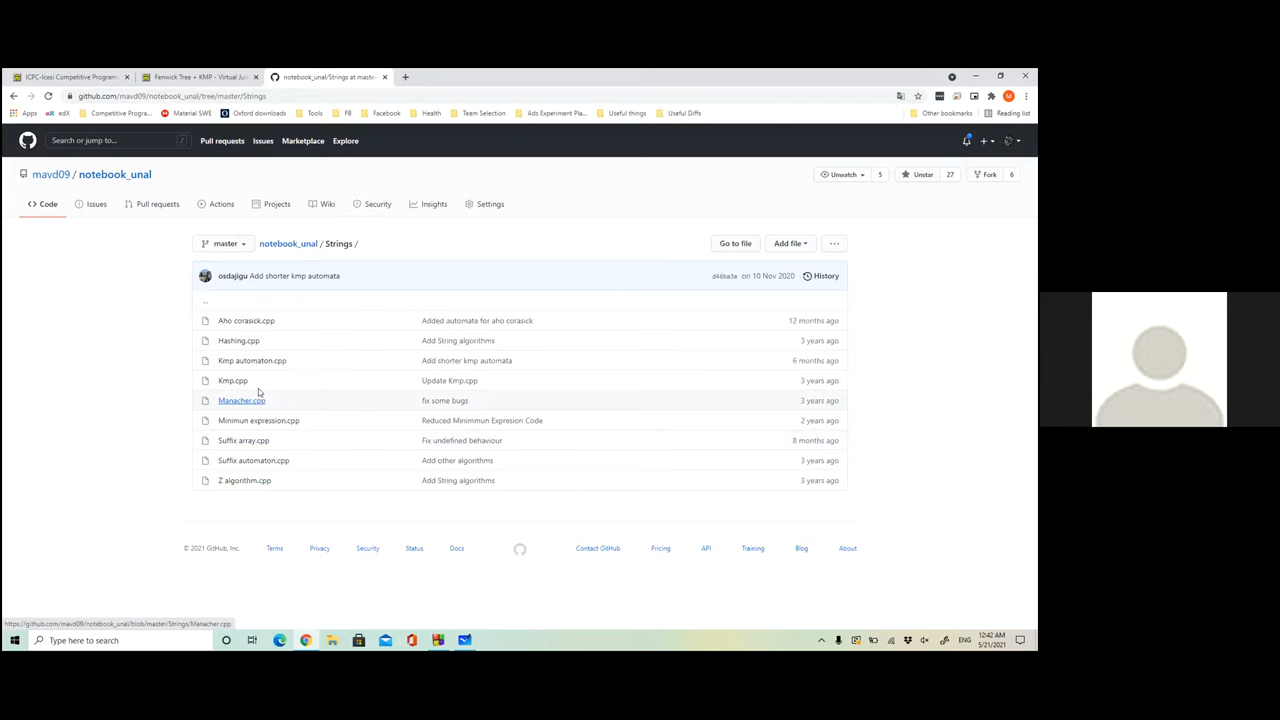 ICPC-Icesi Competitive Program
Fenwick Tree + KMP - Virtual Ju
notebook_unal/Strings at master
github.com/mavd09/notebook_unal/tree/master/Strings
Apps edX Competitive Program... Material SWE Oxford downloads Tools FB Facebook Health Team Selection Ads Experiment Pla... Useful things Useful Diffs Other bookmarks Reading list
Search or jump to... / Pull requests Issues Marketplace Explore
mavd09 / notebook_unal Unwatch 5 Unstar 27 Fork 6
Code Issues Pull requests Actions Projects Wiki Security Insights Settings
master notebook_unal / Strings / Go to file Add file ...
osdajigu Add shorter kmp automata d46ba3a on 10 Nov 2020 History
..
Aho corasick.cpp Added automata for aho corasick 12 months ago
Hashing.cpp Add String algorithms 3 years ago
Kmp automaton.cpp Add shorter kmp automata 6 months ago
Kmp.cpp Update Kmp.cpp 3 years ago
Manacher.cpp fix some bugs 3 years ago
Minimun expression.cpp Reduced Minimmun Expresion Code 2 years ago
Suffix array.cpp Fix undefined behaviour 8 months ago
Suffix automaton.cpp Add other algorithms 3 years ago
Z algorithm.cpp Add String algorithms 3 years ago
© 2021 GitHub, Inc. Terms Privacy Security Status Docs Contact GitHub Pricing API Training Blog About
https://github.com/mavd09/notebook_unal/blob/master/Strings/Manacher.cpp
Type here to search ENG 12:42 AM
5/21/2021